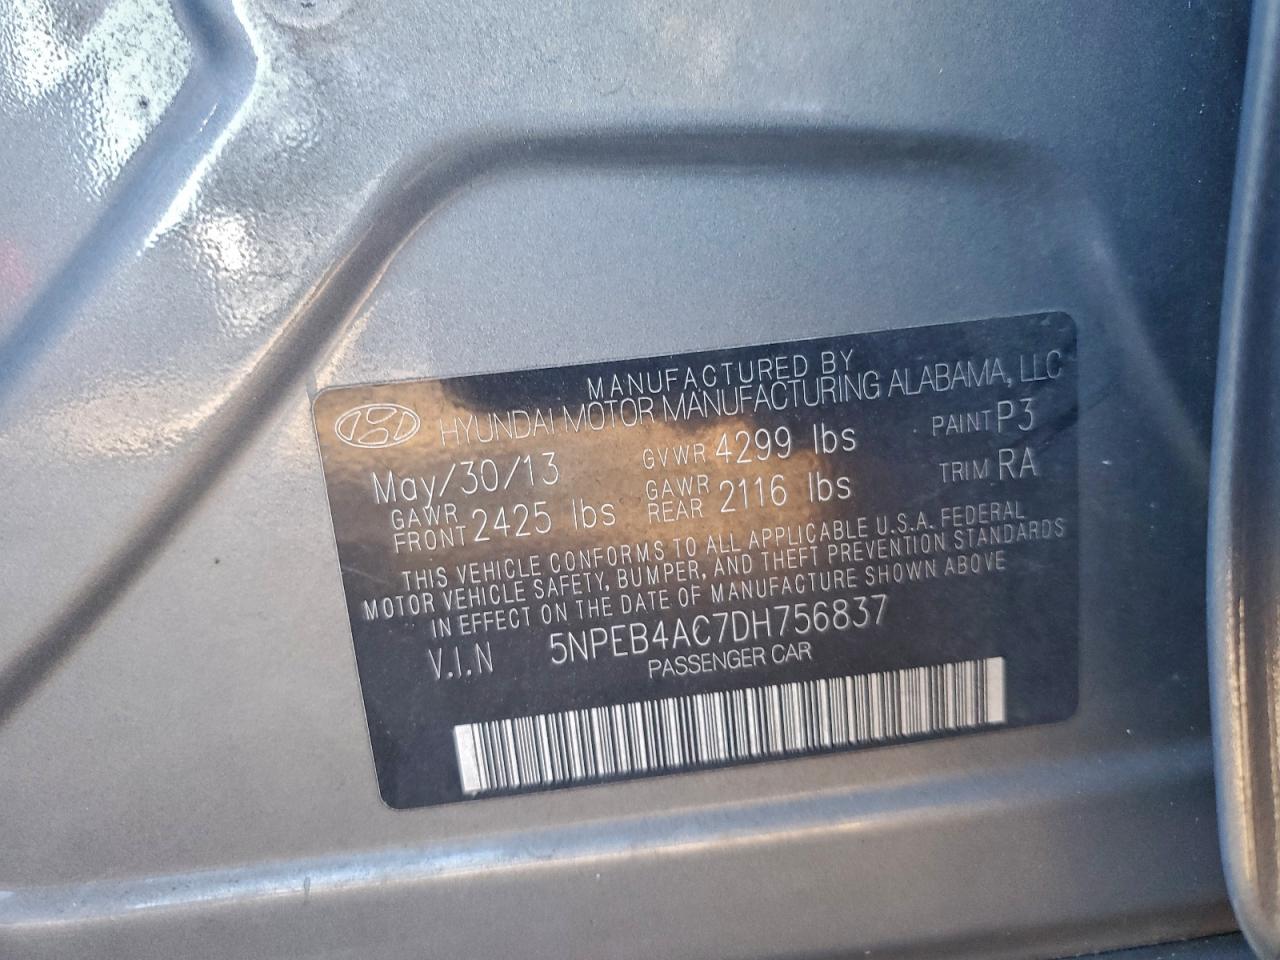 MANUFACTURED BY
HYUNDAI MOTOR MANUFACTURING ALABAMA, LLC
May/30/13 GVWR 4299 lbs PAINT P3
GAWR FRONT 2425 lbs GAWR REAR 2116 lbs TRIM RA
THIS VEHICLE CONFORMS TO ALL APPLICABLE U.S.A. FEDERAL
MOTOR VEHICLE SAFETY, BUMPER, AND THEFT PREVENTION STANDARDS
IN EFFECT ON THE DATE OF MANUFACTURE SHOWN ABOVE
V.I.N 5NPEB4AC7DH756837
PASSENGER CAR